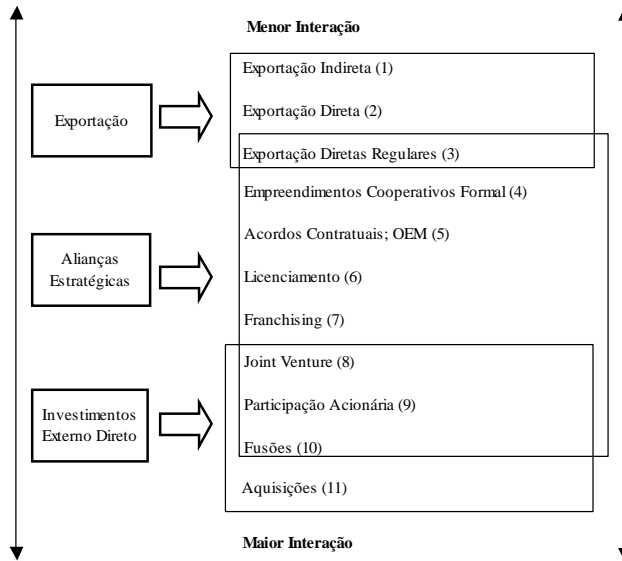 Menor Interação
Exportação Indireta (1)
Exportação Direta (2)
Exportação
Exportação Diretas Regulares (3)
Empreendimentos Cooperativos Formal (4)
Acordos Contratuais; OEM (5)
Alianças
Estratégicas
Licenciamento (6)
Franchising (7)
Joint Venture (8)
Participação Acionária (9)
Investimentos
Externo Direto
Fusões (10)
Aquisições (11)
Maior Interação